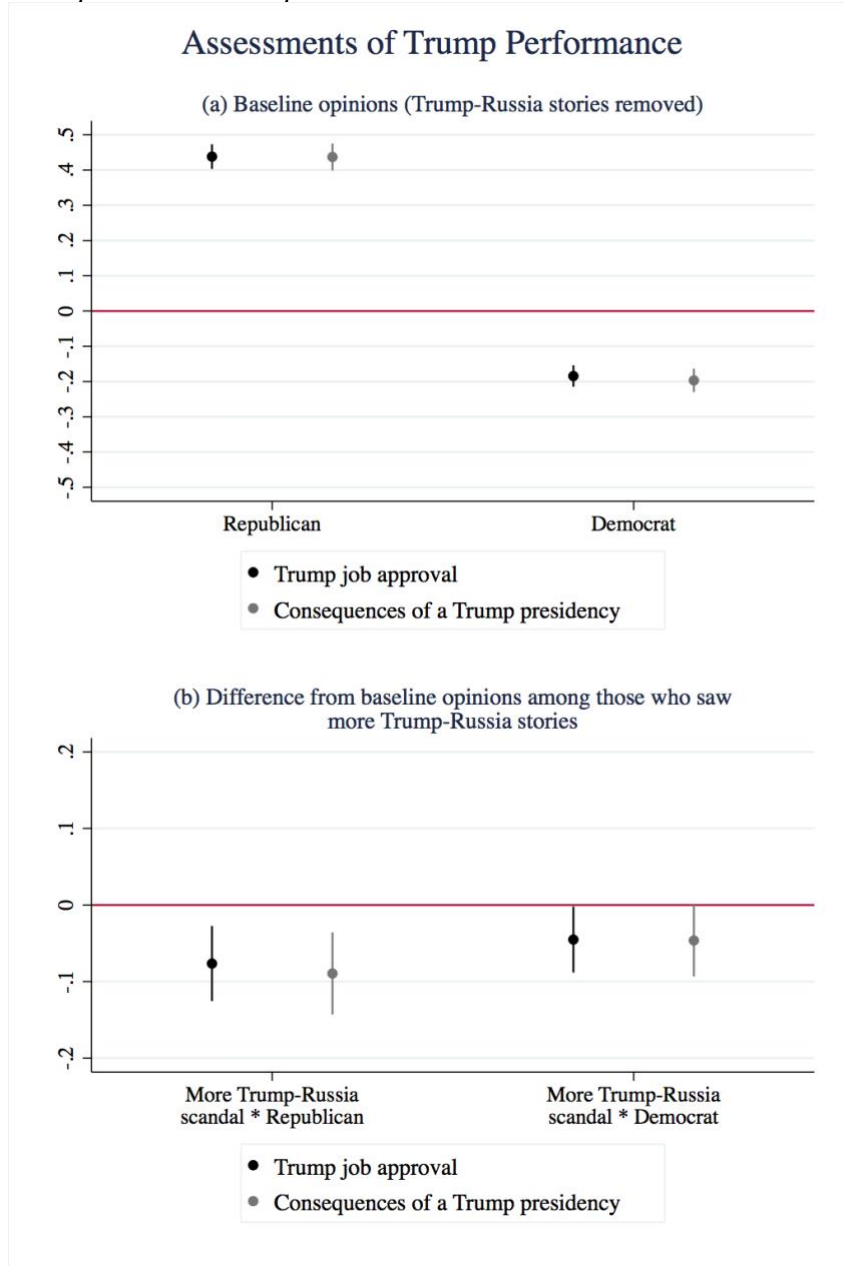 Assessments of Trump Performance
(a) Baseline opinions (Trump-Russia stories removed)
.5
.4
.3
.2
.1
0
-.1
-.2
-.3
-.4
-.5
Republican
Democrat
Trump job approval
Consequences of a Trump presidency
(b) Difference from baseline opinions among those who saw
more Trump-Russia stories
.2
.1
0
-.1
-.2
More Trump-Russia
scandal * Republican
More Trump-Russia
scandal * Democrat
Trump job approval
Consequences of a Trump presidency